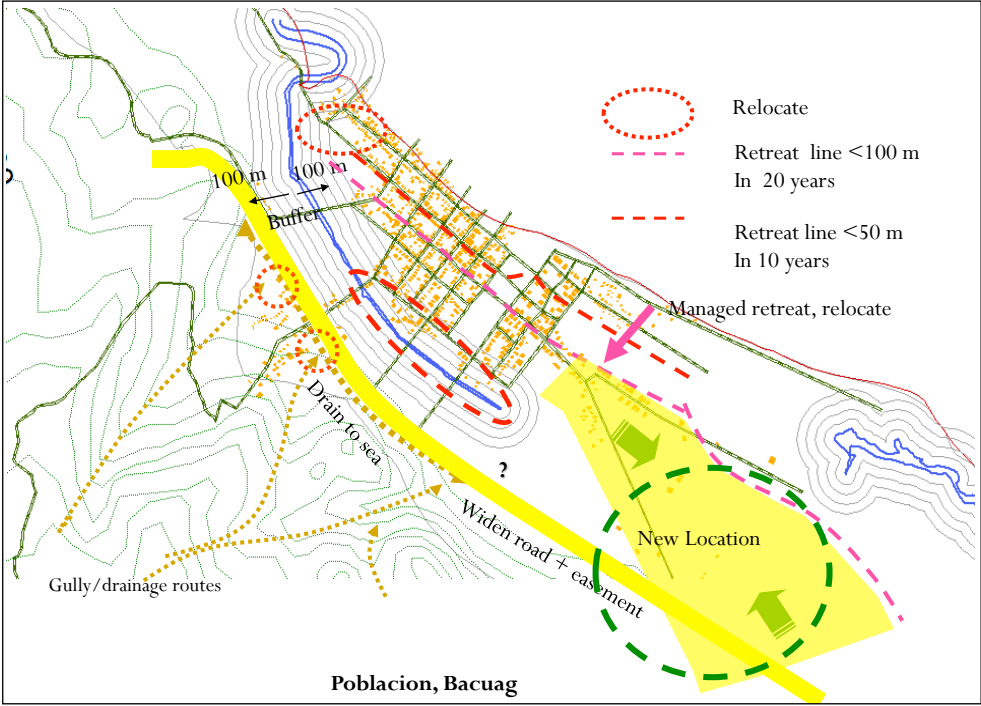 Relocate
Retreat line <100 m
In 20 years
Retreat line <50 m
In 10 years
100 m
100 m
Buffer
Managed retreat, relocate
Drain to sea
?
Widen road + easement
New Location
Gully/drainage routes
Poblacion, Bacuag